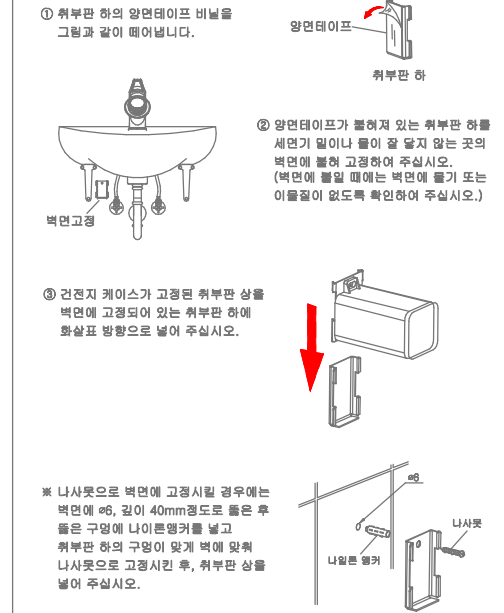 ① 취부판 하의 양면테이프 비닐을
그림과 같이 떼어냅니다.
양면테이프
취부판 하
② 양면테이프가 붙혀져 있는 취부판 하를
세면기 밑이나 물이 잘 닿지 않는 곳의
벽면에 붙혀 고정하여 주십시오.
(벽면에 붙일 때에는 벽면에 물기 또는
이물질이 없도록 확인하여 주십시오.)
벽면고정
③ 건전지 케이스가 고정된 취부판 상을
벽면에 고정되어 있는 취부판 하에
화살표 방향으로 넣어 주십시오.
※ 나사못으로 벽면에 고정시킬 경우에는
벽면에 ø6, 깊이 40mm정도로 뚫은 후
뚫은 구멍에 나이론앵커를 넣고
취부판 하의 구멍이 맞게 벽에 맞춰
나사못으로 고정시킨 후, 취부판 상을
넣어 주십시오.
ø6
나사못
나일론 앵커